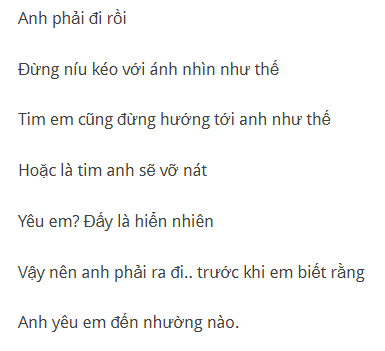 Anh phải đi rồi
Đừng níu kéo với ánh nhìn như thế
Tim em cũng đừng hướng tới anh như thế
Hoặc là tim anh sẽ vỡ nát
Yêu em? Đấy là hiển nhiên
Vậy nên anh phải ra đi.. trước khi em biết rằng
Anh yêu em đến nhường nào.